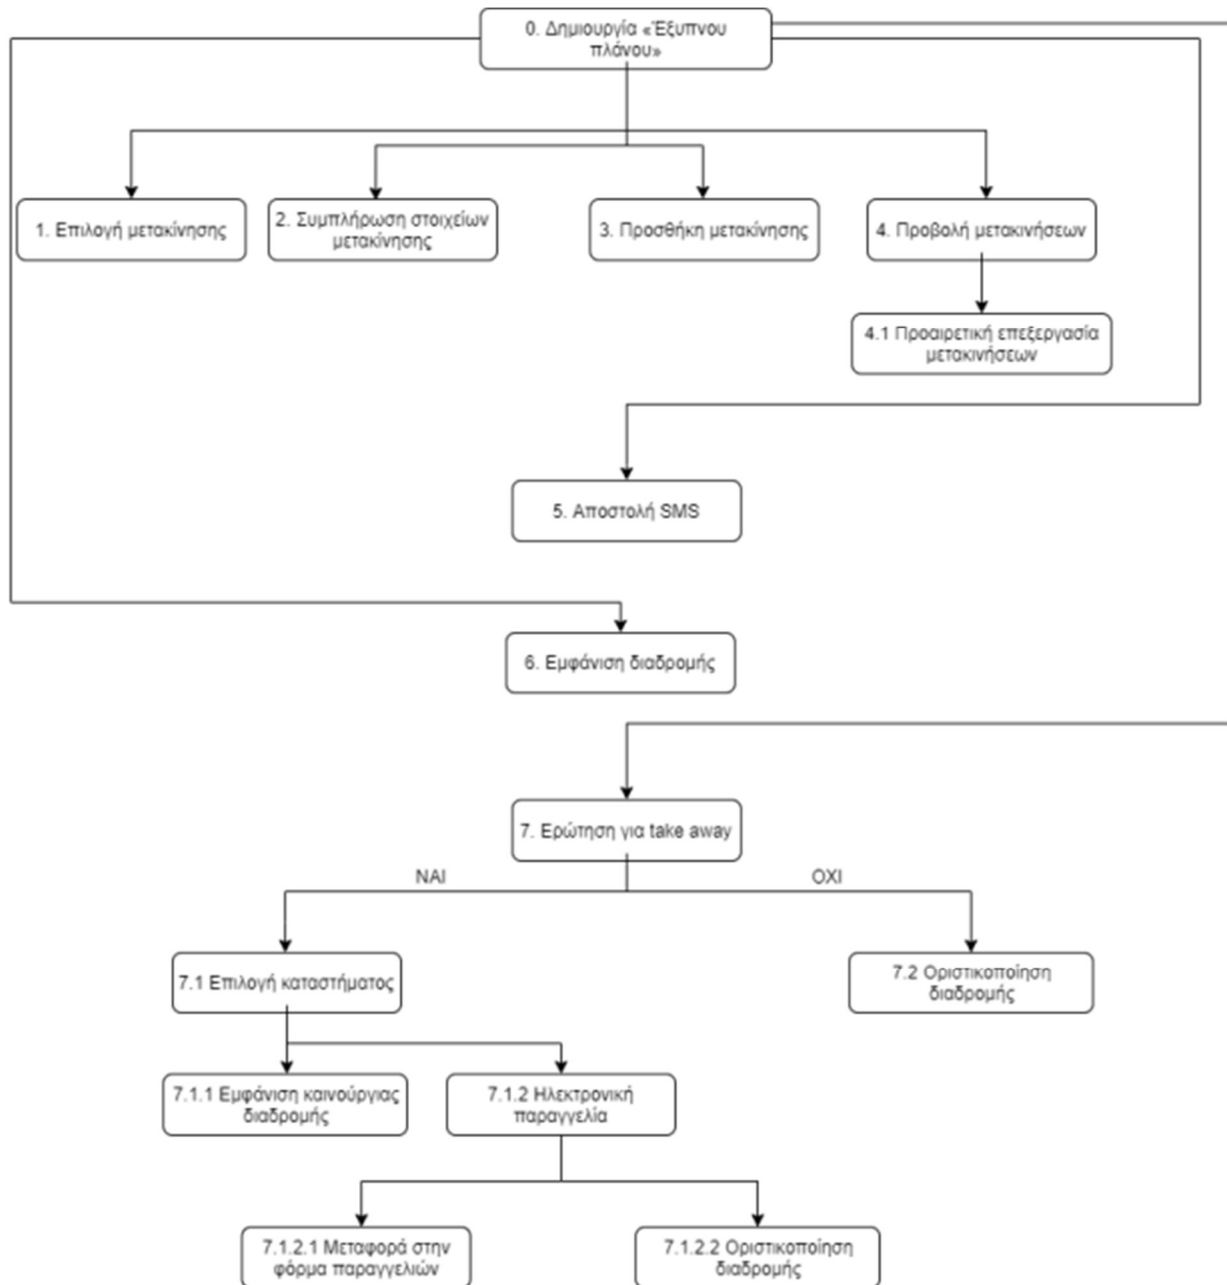 0. Δημιουργία «Έξυπνου
πλάνου»
1. Επιλογή μετακίνησης
2. Συμπλήρωση στοιχείων
μετακίνησης
3. Προσθήκη μετακίνησης
4. Προβολή μετακινήσεων
4.1 Προαιρετική επεξεργασία
μετακινήσεων
5. Αποστολή SMS
6. Εμφάνιση διαδρομής
7. Ερώτηση για take away
ΝΑΙ
ΟΧΙ
7.1 Επιλογή καταστήματος
7.2 Οριστικοποίηση
διαδρομής
7.1.1 Εμφάνιση καινούργιας
διαδρομής
7.1.2 Ηλεκτρονική
παραγγελία
7.1.2.1 Μεταφορά στην
φόρμα παραγγελιών
7.1.2.2 Οριστικοποίηση
διαδρομής